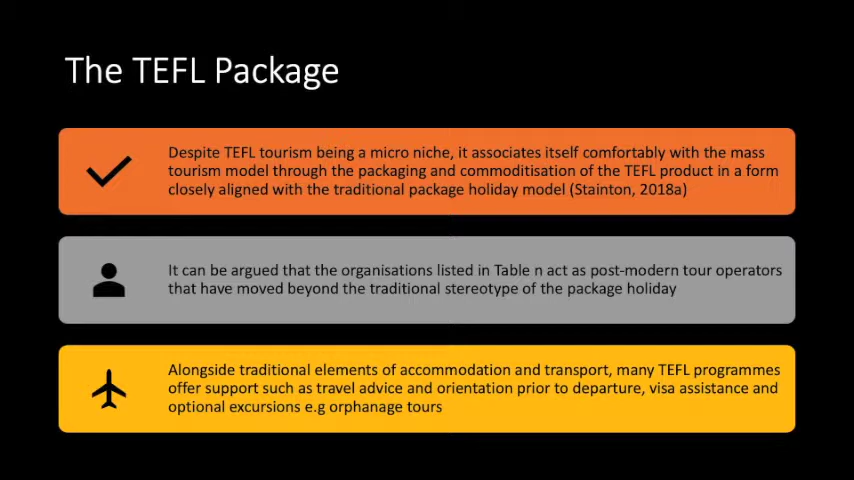 The TEFL Package
Despite TEFL tourism being a micro niche, it associates itself comfortably with the mass
tourism model through the packaging and commoditisation of the TEFL product in a form
closely aligned with the traditional package holiday model (Stainton, 2018a)
It can be argued that the organisations listed in Table n act as post-modern tour operators
that have moved beyond the traditional stereotype of the package holiday
Alongside traditional elements of accommodation and transport, many TEFL programmes
offer support such as travel advice and orientation prior to departure, visa assistance and
optional excursions e.g orphanage tours